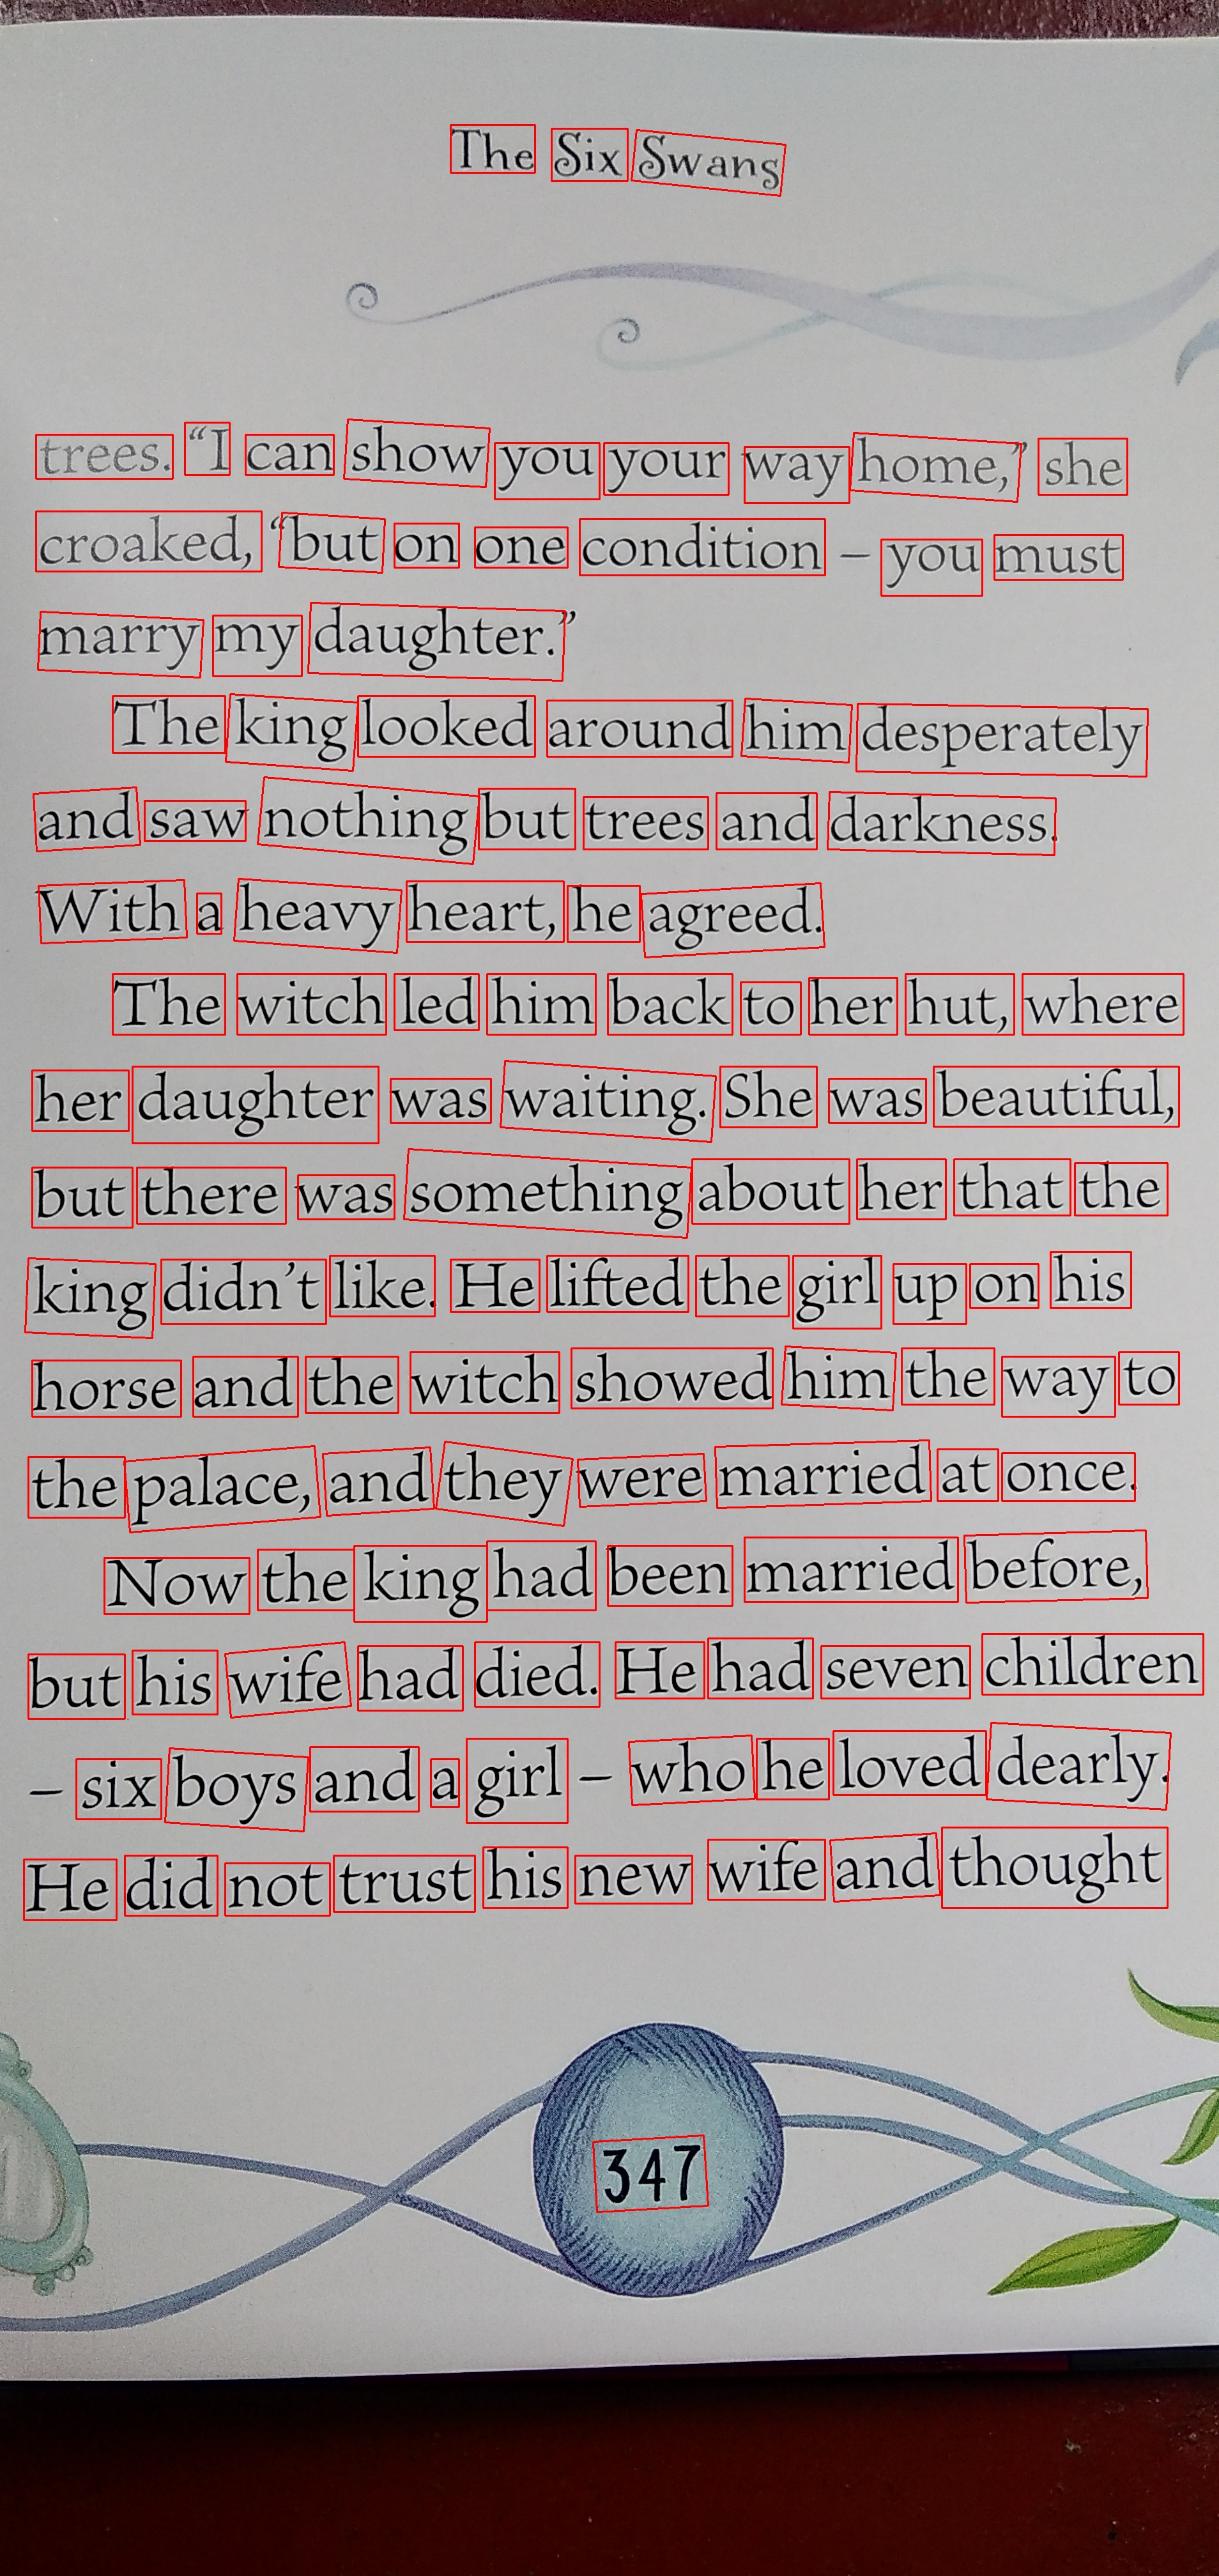 The Six Swans
trees. “I can show you your way home,” she
croaked, “but on one condition – you must
marry my daughter.”
The king looked around him desperately
and saw nothing but trees and darkness.
With a heavy heart, he agreed.
The witch led him back to her hut, where
her daughter was waiting. She was beautiful,
but there was something about her that the
king didn’t like. He lifted the girl up on his
horse and the witch showed him the way to
the palace, and they were married at once.
Now the king had been married before,
but his wife had died. He had seven children
– six boys and a girl – who he loved dearly.
He did not trust his new wife and thought
347